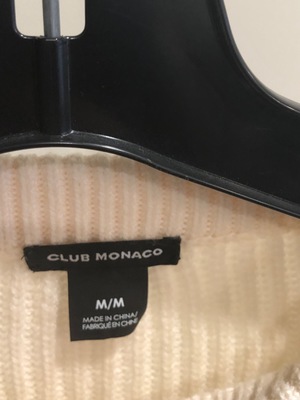 CLUB MONACO
M/M
MADE IN CHINA/
FABRIQUÉ EN CHINE